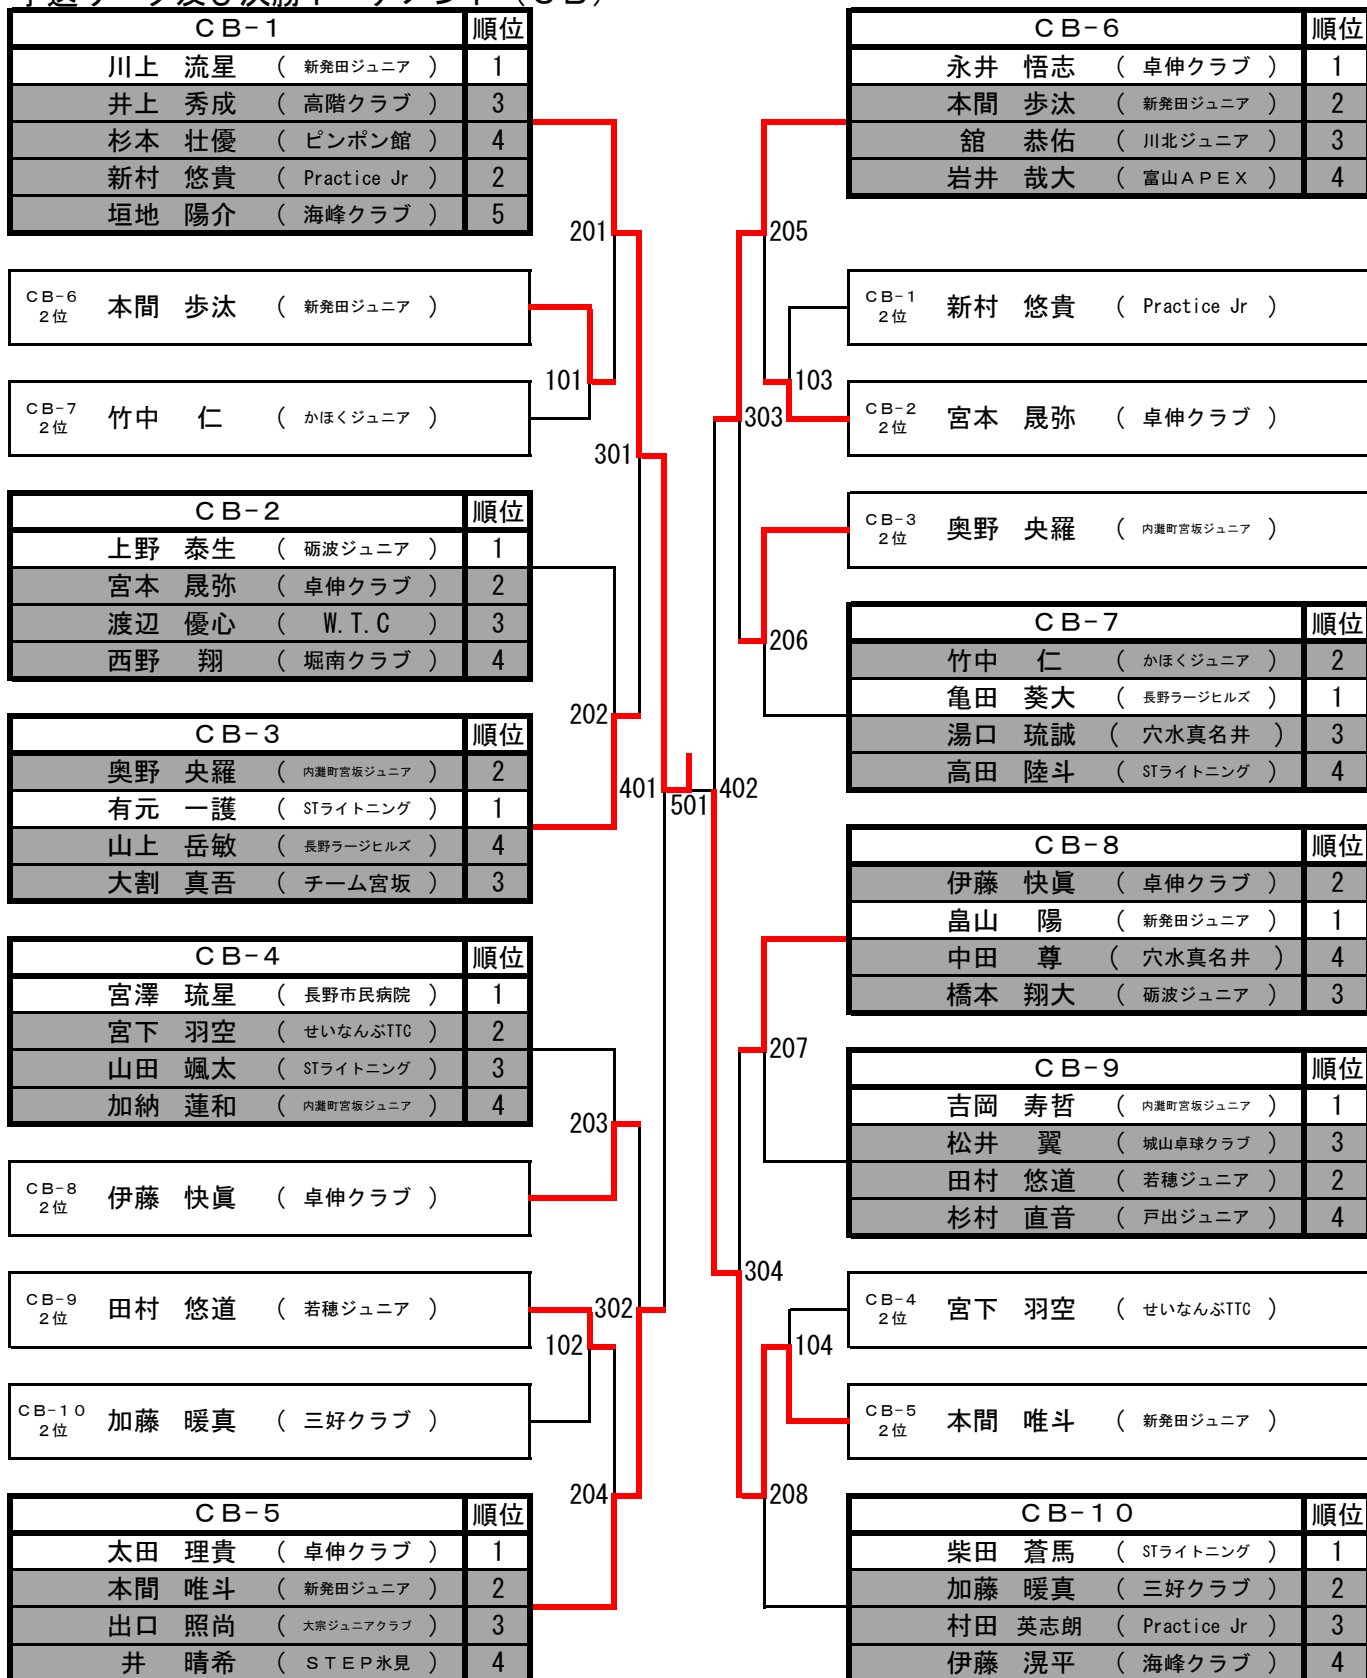 予選リーグ及び決勝トーナメント（ＣＢ）
ＣＢ−１ 順位
川上 流星 （ 新発田ジュニア ） 1
井上 秀成 （ 高階クラブ ） 3
杉本 壮優 （ ピンポン館 ） 4
新村 悠貴 （ Practice Jr ） 2
垣地 陽介 （ 海峰クラブ ） 5
201
ＣＢ−６ ２位 本間 歩汰 （ 新発田ジュニア ）
101
ＣＢ−７ ２位 竹中 仁 （ かほくジュニア ）
301
ＣＢ−２ 順位
上野 泰生 （ 砺波ジュニア ） 1
宮本 晟弥 （ 卓伸クラブ ） 2
渡辺 優心 （ W.T.C ） 3
西野 翔 （ 堀南クラブ ） 4
202
ＣＢ−３ 順位
奥野 央羅 （ 内灘町宮坂ジュニア ） 2
有元 一護 （ STライトニング ） 1
山上 岳敏 （ 長野ラージヒルズ ） 4
大割 真吾 （ チーム宮坂 ） 3
401 501 402
ＣＢ−４ 順位
宮澤 琉星 （ 長野市民病院 ） 1
宮下 羽空 （ せいなんぶTTC ） 2
山田 颯太 （ STライトニング ） 3
加納 蓮和 （ 内灘町宮坂ジュニア ） 4
203
ＣＢ−８ ２位 伊藤 快眞 （ 卓伸クラブ ）
ＣＢ−９ ２位 田村 悠道 （ 若穂ジュニア ）
302
102
ＣＢ−１０ ２位 加藤 暖真 （ 三好クラブ ）
204
ＣＢ−５ 順位
太田 理貴 （ 卓伸クラブ ） 1
本間 唯斗 （ 新発田ジュニア ） 2
出口 照尚 （ 大宗ジュニアクラブ ） 3
井 晴希 （ ＳＴＥＰ氷見 ） 4
ＣＢ−６ 順位
永井 悟志 （ 卓伸クラブ ） 1
本間 歩汰 （ 新発田ジュニア ） 2
舘 恭佑 （ 川北ジュニア ） 3
岩井 哉大 （ 富山ＡＰＥＸ ） 4
205
ＣＢ−１ ２位 新村 悠貴 （ Practice Jr ）
103
ＣＢ−２ ２位 宮本 晟弥 （ 卓伸クラブ ）
303
ＣＢ−３ ２位 奥野 央羅 （ 内灘町宮坂ジュニア ）
206
ＣＢ−７ 順位
竹中 仁 （ かほくジュニア ） 2
亀田 葵大 （ 長野ラージヒルズ ） 1
湯口 琉誠 （ 穴水真名井 ） 3
高田 陸斗 （ STライトニング ） 4
ＣＢ−８ 順位
伊藤 快眞 （ 卓伸クラブ ） 2
畠山 陽 （ 新発田ジュニア ） 1
中田 尊 （ 穴水真名井 ） 4
橋本 翔大 （ 砺波ジュニア ） 3
207
ＣＢ−９ 順位
吉岡 寿哲 （ 内灘町宮坂ジュニア ） 1
松井 翼 （ 城山卓球クラブ ） 3
田村 悠道 （ 若穂ジュニア ） 2
杉村 直音 （ 戸出ジュニア ） 4
304
ＣＢ−４ ２位 宮下 羽空 （ せいなんぶTTC ）
104
ＣＢ−５ ２位 本間 唯斗 （ 新発田ジュニア ）
208
ＣＢ−１０ 順位
柴田 蒼馬 （ STライトニング ） 1
加藤 暖真 （ 三好クラブ ） 2
村田 英志朗 （ Practice Jr ） 3
伊藤 滉平 （ 海峰クラブ ） 4